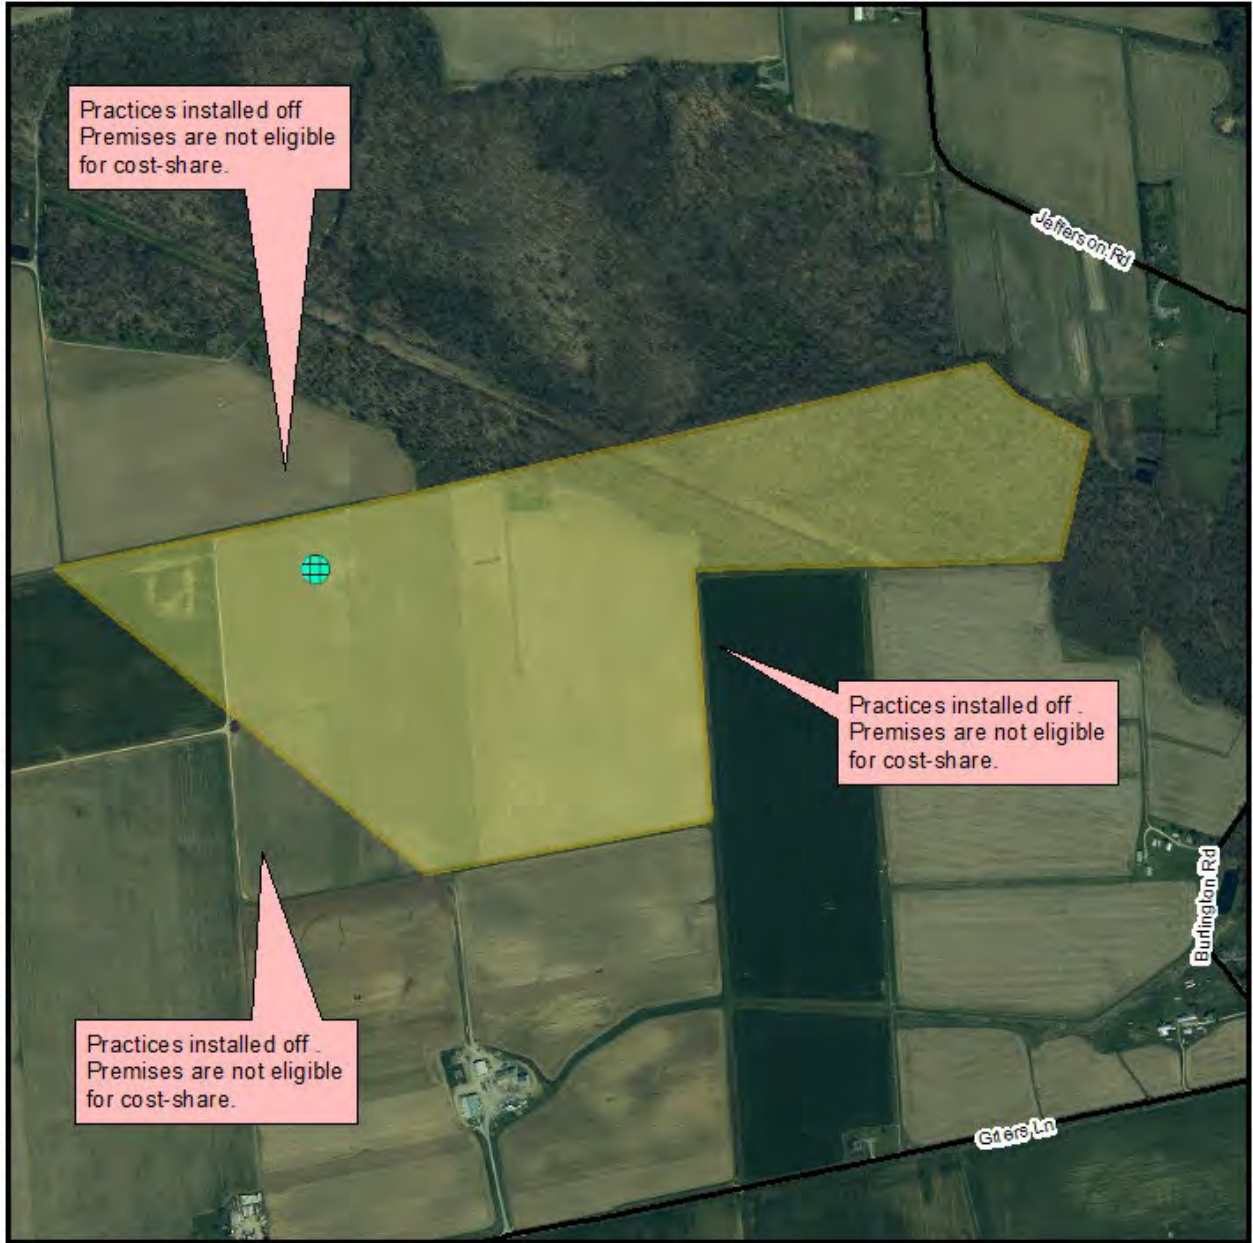 Practices installed off
Premises are not eligible
for cost-share.
Jefferson Rd
Practices installed off .
Premises are not eligible
for cost-share.
Burlington Rd
Practices installed off .
Premises are not eligible
for cost-share.
Ln